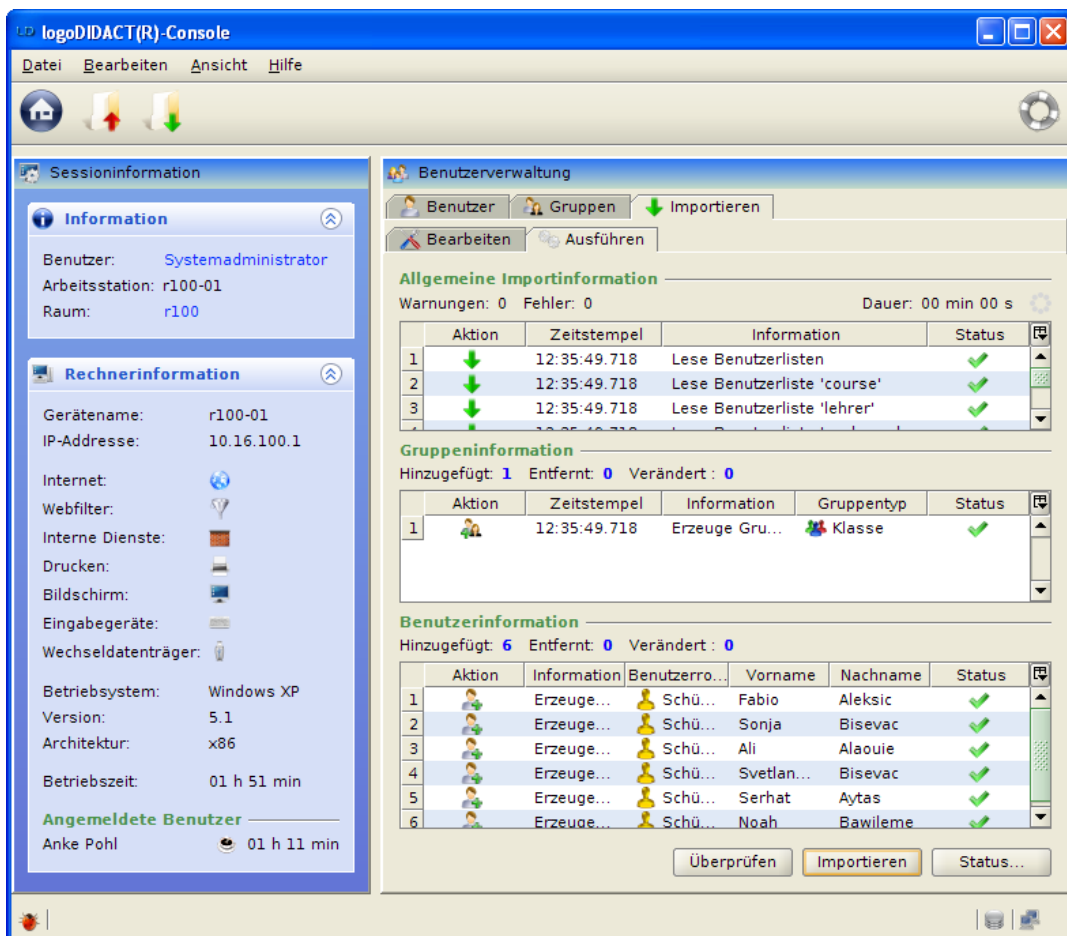 LD logoDIDACT(R)-Console
Datei Bearbeiten Ansicht Hilfe
Sessioninformation
Information
Benutzer: Systemadministrator
Arbeitsstation: r100-01
Raum: r100
Rechnerinformation
Gerätename: r100-01
IP-Addresse: 10.16.100.1
Internet:
Webfilter:
Interne Dienste:
Drucken:
Bildschirm:
Eingabegeräte:
Wechseldatenträger:
Betriebsystem: Windows XP
Version: 5.1
Architektur: x86
Betriebszeit: 01 h 51 min
Angemeldete Benutzer
Anke Pohl 01 h 11 min
Benutzerverwaltung
Benutzer Gruppen Importieren
Bearbeiten Ausführen
Allgemeine Importinformation
Warnungen: 0 Fehler: 0 Dauer: 00 min 00 s
Aktion Zeitstempel Information Status
1 12:35:49.718 Lese Benutzerlisten
2 12:35:49.718 Lese Benutzerliste 'course'
3 12:35:49.718 Lese Benutzerliste 'lehrer'
Gruppeninformation
Hinzugefügt: 1 Entfernt: 0 Verändert : 0
Aktion Zeitstempel Information Gruppentyp Status
1 12:35:49.718 Erzeuge Gru... Klasse
Benutzerinformation
Hinzugefügt: 6 Entfernt: 0 Verändert : 0
Aktion Information Benutzerro... Vorname Nachname Status
1 Erzeuge... Schü... Fabio Aleksic
2 Erzeuge... Schü... Sonja Bisevac
3 Erzeuge... Schü... Ali Alaouie
4 Erzeuge... Schü... Svetlan... Bisevac
5 Erzeuge... Schü... Serhat Aytas
6 Erzeuge... Schü... Noah Bawileme
Überprüfen Importieren Status...